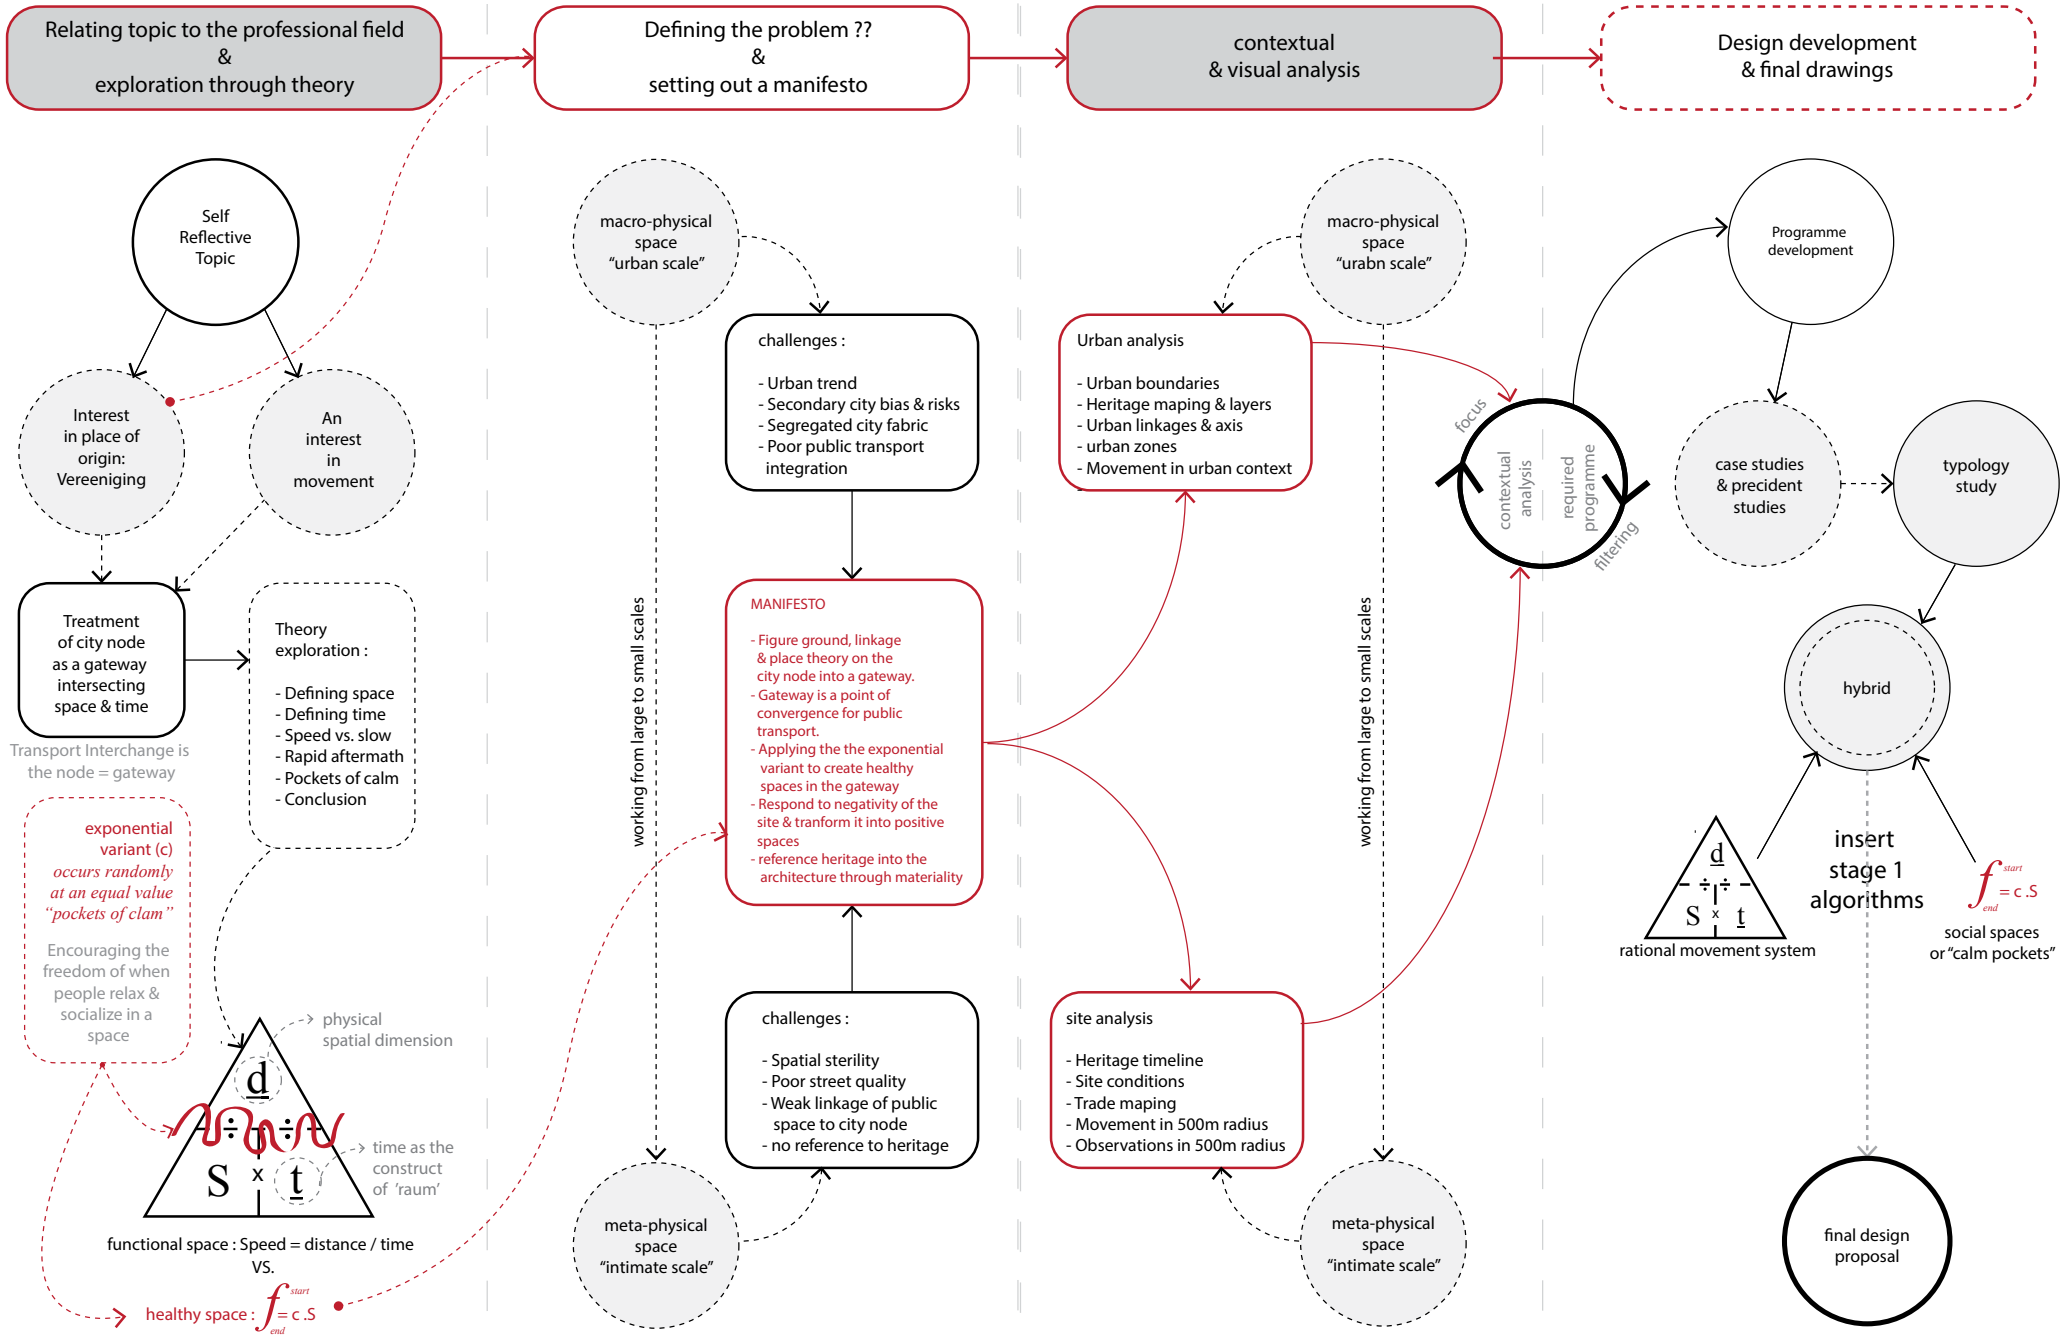 Relating topic to the professional field
&
exploration through theory
Defining the problem ??
&
setting out a manifesto
contextual
& visual analysis
Design development
& final drawings
Self
Reflective
Topic
Interest
in place of
origin:
Vereeniging
An
interest
in
movement
Treatment
of city node
as a gateway
intersecting
space & time
Transport Interchange is
the node = gateway
Theory
exploration :
- Defining space
- Defining time
- Speed vs. slow
- Rapid aftermath
- Pockets of calm
- Conclusion
exponential
variant (c)
occurs randomly
at an equal value
“pockets of clam”
Encouraging the
freedom of when
people relax &
socialize in a
space
physical
spatial dimension
d
÷ ÷
S x t
time as the
construct
of ’raum’
functional space : Speed = distance / time
VS.
healthy space : f start end = c .S
macro-physical
space
“urban scale”
working from large to small scales
meta-physical
space
“intimate scale”
challenges :
- Urban trend
- Secondary city bias & risks
- Segregated city fabric
- Poor public transport
integration
MANIFESTO
- Figure ground, linkage
& place theory on the
city node into a gateway.
- Gateway is a point of
convergence for public
transport.
- Applying the the exponential
variant to create healthy
spaces in the gateway
- Respond to negativity of the
site & tranform it into positive
spaces
- reference heritage into the
architecture through materiality
challenges :
- Spatial sterility
- Poor street quality
- Weak linkage of public
space to city node
- no reference to heritage
macro-physical
space
“urabn scale”
working from large to small scales
meta-physical
space
“intimate scale”
Urban analysis
- Urban boundaries
- Heritage maping & layers
- Urban linkages & axis
- urban zones
- Movement in urban context
-
site analysis
- Heritage timeline
- Site conditions
- Trade maping
- Movement in 500m radius
- Observations in 500m radius
focus
contextual
analysis
required
programme
filtering
Programme
development
case studies
& precident
studies
typology
study
hybrid
d
÷ ÷
S x t
rational movement system
insert
stage 1
algorithms
f start end = c .S
social spaces
or “calm pockets”
final design
proposal